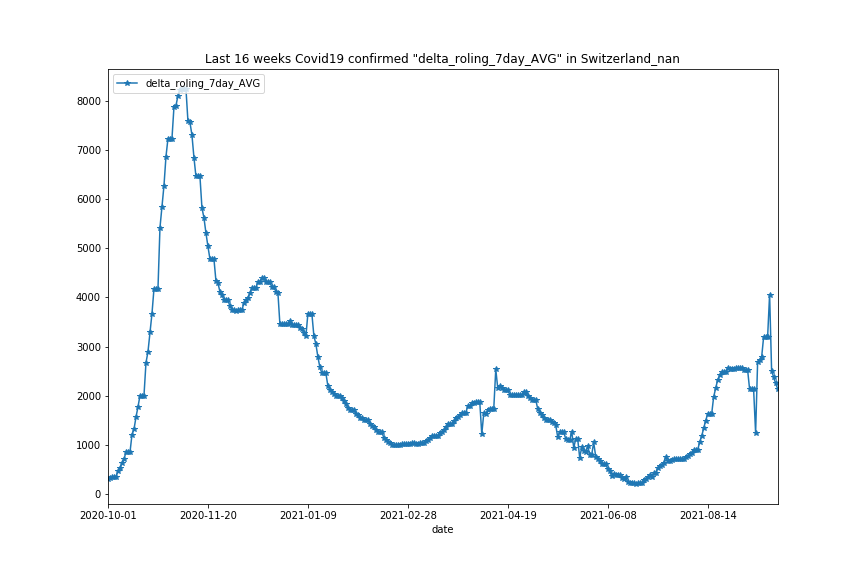 Last 16 weeks Covid19 confirmed "delta_roling_7day_AVG" in Switzerland_nan
delta_roling_7day_AVG
8000
7000
6000
5000
4000
3000
2000
1000
0
2020-10-01 2020-11-20 2021-01-09 2021-02-28 2021-04-19 2021-06-08 2021-08-14
date